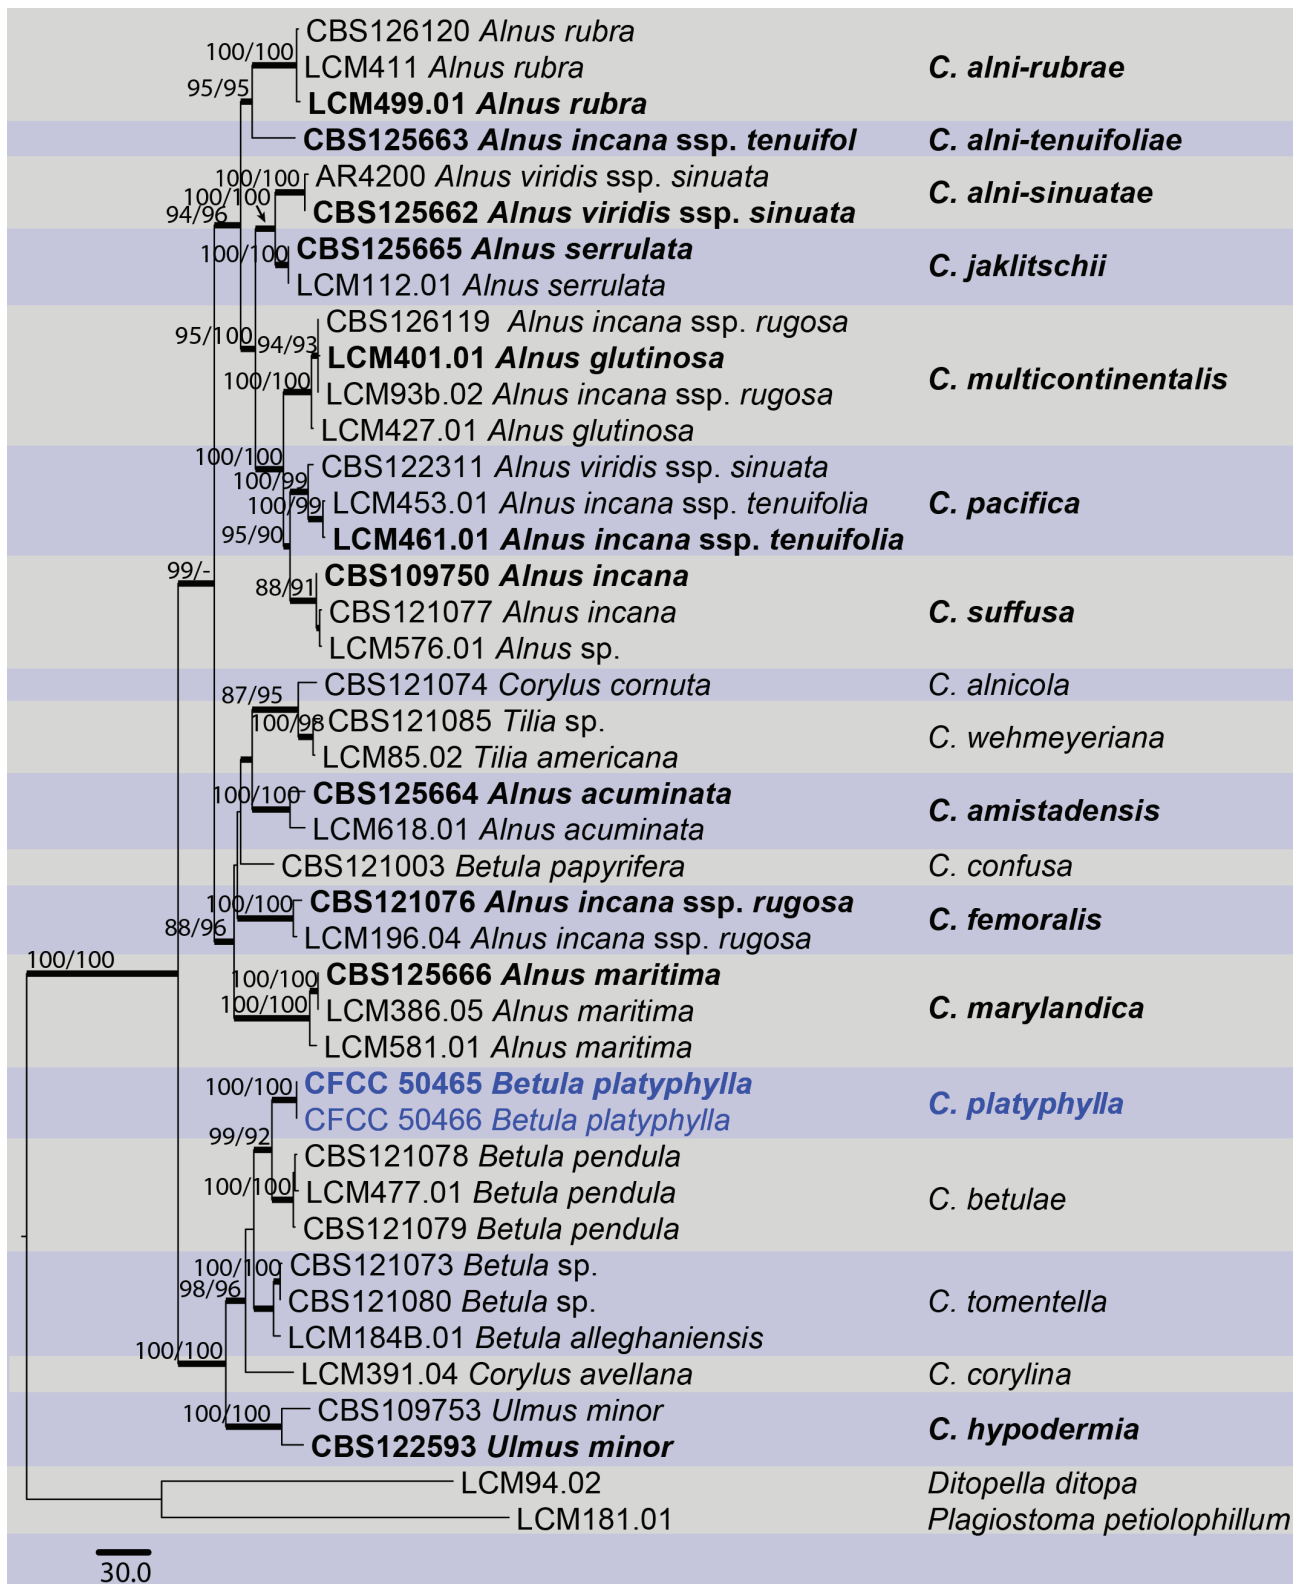 CBS126120 Alnus rubra
100/100
LCM411 Alnus rubra
C. alni-rubrae
95/95
LCM499.01 Alnus rubra
CBS125663 Alnus incana ssp. tenuifol
C. alni-tenuifoliae
100/100
AR4200 Alnus viridis ssp. sinuata
C. alni-sinuatae
100/100
94/96
CBS125662 Alnus viridis ssp. sinuata
CBS125665 Alnus serrulata
100/100
C. jaklitschii
LCM112.01 Alnus serrulata
CBS126119 Alnus incana ssp. rugosa
95/100
94/93
LCM401.01 Alnus glutinosa
C. multicontinentalis
100/100
LCM93b.02 Alnus incana ssp. rugosa
LCM427.01 Alnus glutinosa
100/100
CBS122311 Alnus viridis ssp. sinuata
100/99
100/99
LCM453.01 Alnus incana ssp. tenuifolia
C. pacifica
95/90
LCM461.01 Alnus incana ssp. tenuifolia
99/-
CBS109750 Alnus incana
88/91
CBS121077 Alnus incana
C. suffusa
LCM576.01 Alnus sp.
87/95
CBS121074 Corylus cornuta
C. alnicola
100/98
CBS121085 Tilia sp.
C. wehmeyeriana
LCM85.02 Tilia americana
100/100
CBS125664 Alnus acuminata
C. amistadensis
LCM618.01 Alnus acuminata
CBS121003 Betula papyrifera
C. confusa
100/100
CBS121076 Alnus incana ssp. rugosa
C. femoralis
88/96
LCM196.04 Alnus incana ssp. rugosa
100/100
100/100
CBS125666 Alnus maritima
100/100
LCM386.05 Alnus maritima
C. marylandica
LCM581.01 Alnus maritima
100/100
CFCC 50465 Betula platyphylla
C. platyphylla
CFCC 50466 Betula platyphylla
99/92
CBS121078 Betula pendula
100/100
LCM477.01 Betula pendula
C. betulae
CBS121079 Betula pendula
100/100
CBS121073 Betula sp.
98/96
CBS121080 Betula sp.
C. tomentella
LCM184B.01 Betula alleghaniensis
100/100
LCM391.04 Corylus avellana
C. corylina
100/100
CBS109753 Ulmus minor
C. hypodermia
CBS122593 Ulmus minor
LCM94.02
Ditopella ditopa
LCM181.01
Plagiostoma petiolophillum
30.0